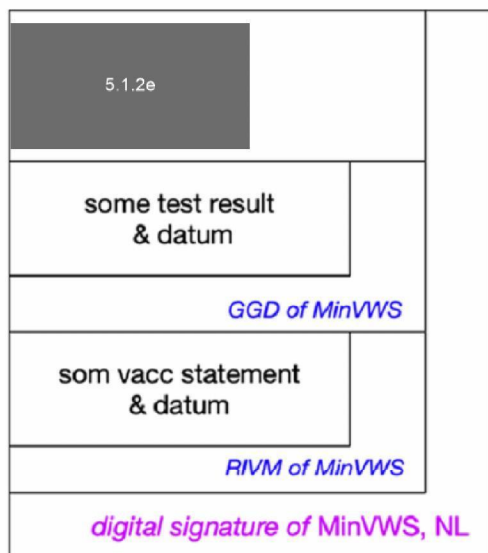 5.1.2e
some test result
& datum
GGD of MinVWS
som vacc statement
& datum
RIVM of MinVWS
digital signature of MinVWS, NL